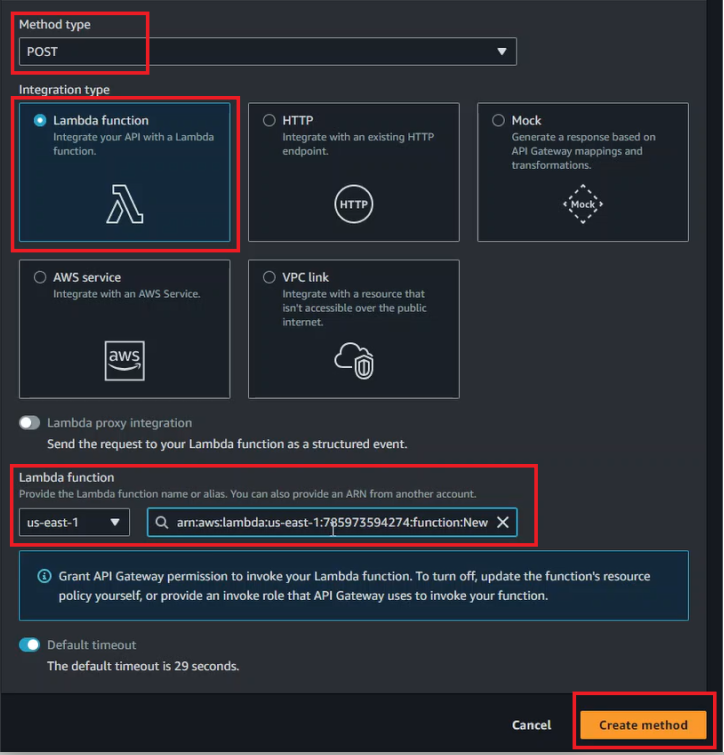 Method type
POST
Integration type
Lambda function
Integrate your API with a Lambda
function.
HTTP
Integrate with an existing HTTP
endpoint.
HTTP
Mock
Generate a response based on
API Gateway mappings and
transformations.
Mock
AWS service
Integrate with an AWS Service.
aws
VPC link
Integrate with a resource that
isn't accessible over the public
internet.
Lambda proxy integration
Send the request to your Lambda function as a structured event.
Lambda function
Provide the Lambda function name or alias. You can also provide an ARN from another account.
us-east-1
arn:aws:lambda:us-east-1:785973594274:function:New
Grant API Gateway permission to invoke your Lambda function. To turn off, update the function's resource
policy yourself, or provide an invoke role that API Gateway uses to invoke your function.
Default timeout
The default timeout is 29 seconds.
Cancel
Create method